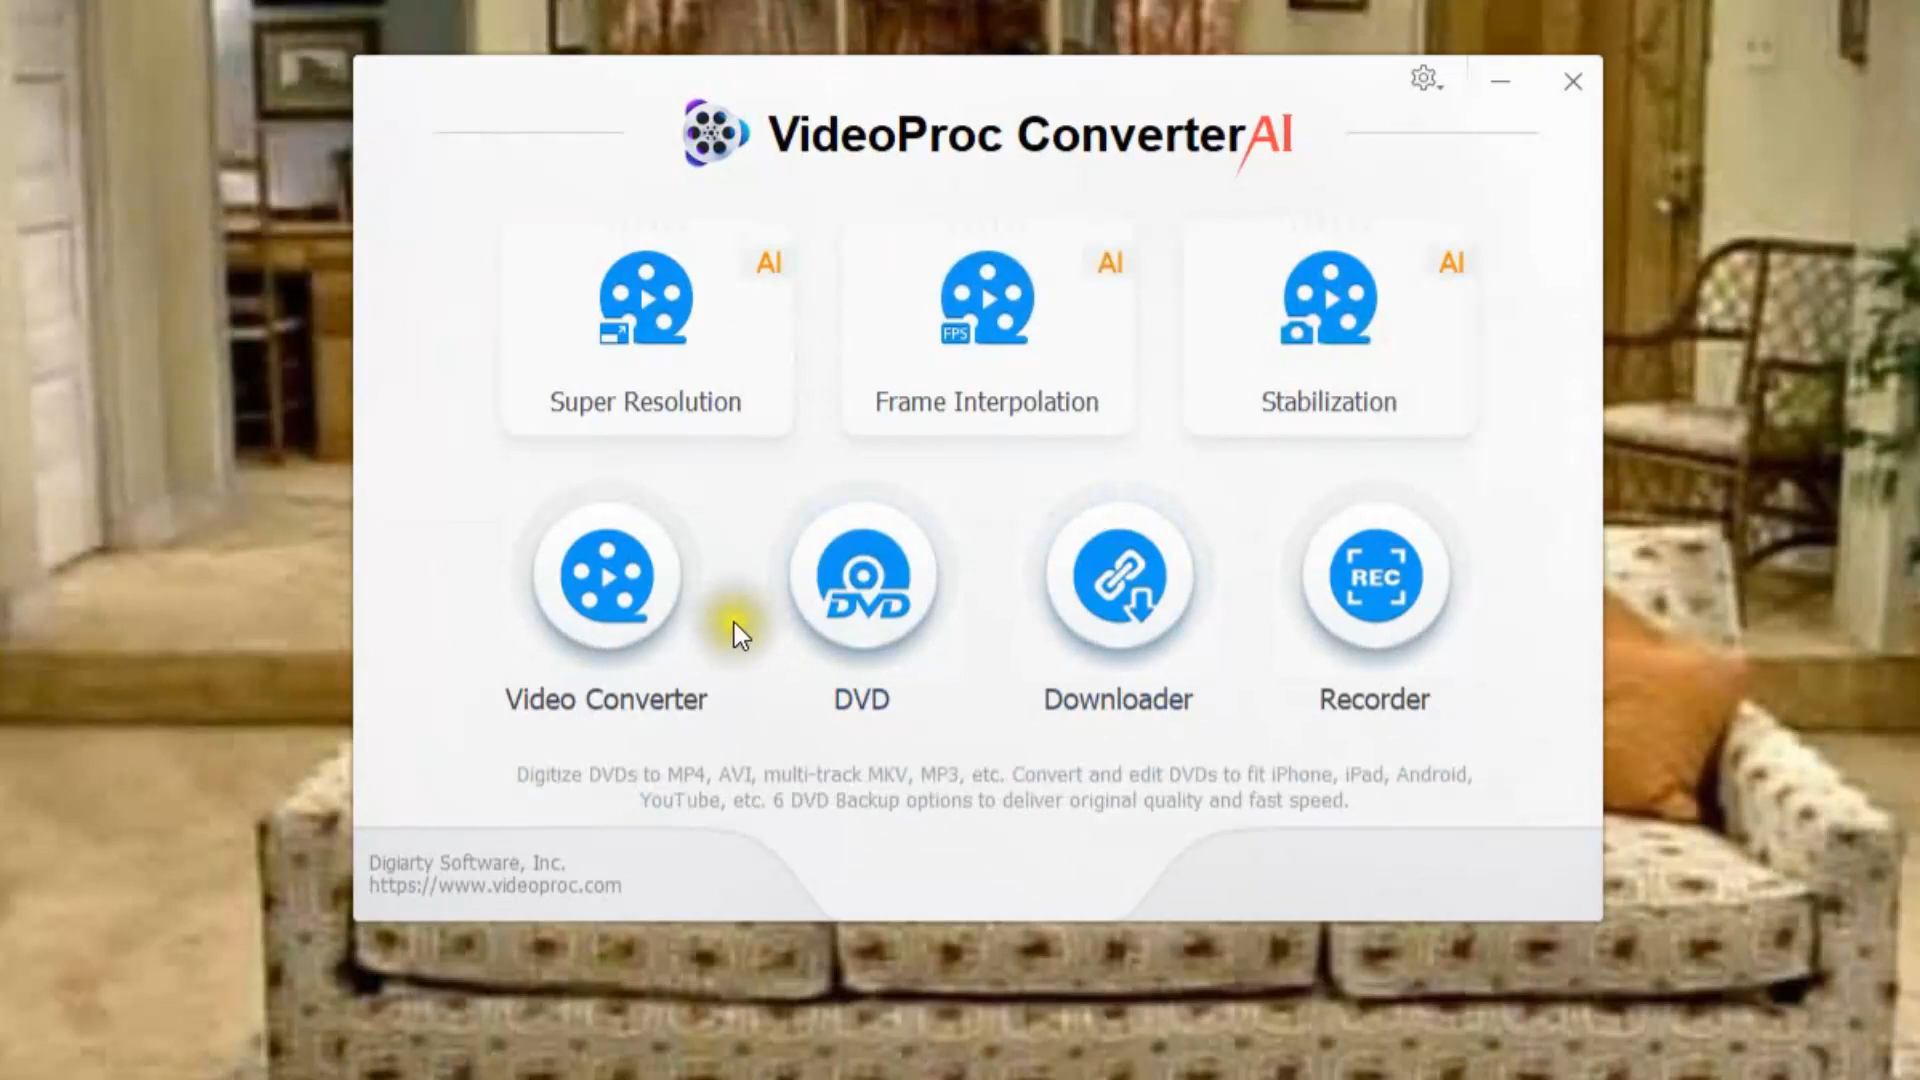 VideoProc Converter AI
AI
AI
AI
FPS
Super Resolution
Frame Interpolation
Stabilization
DVD
REC
Video Converter
DVD
Downloader
Recorder
Digitize DVDs to MP4, AVI, multi-track MKV, MP3, etc. Convert and edit DVDs to fit iPhone, iPad, Android,
YouTube, etc. 6 DVD Backup options to deliver original quality and fast speed.
Digiarty Software, Inc.
https://www.videoproc.com